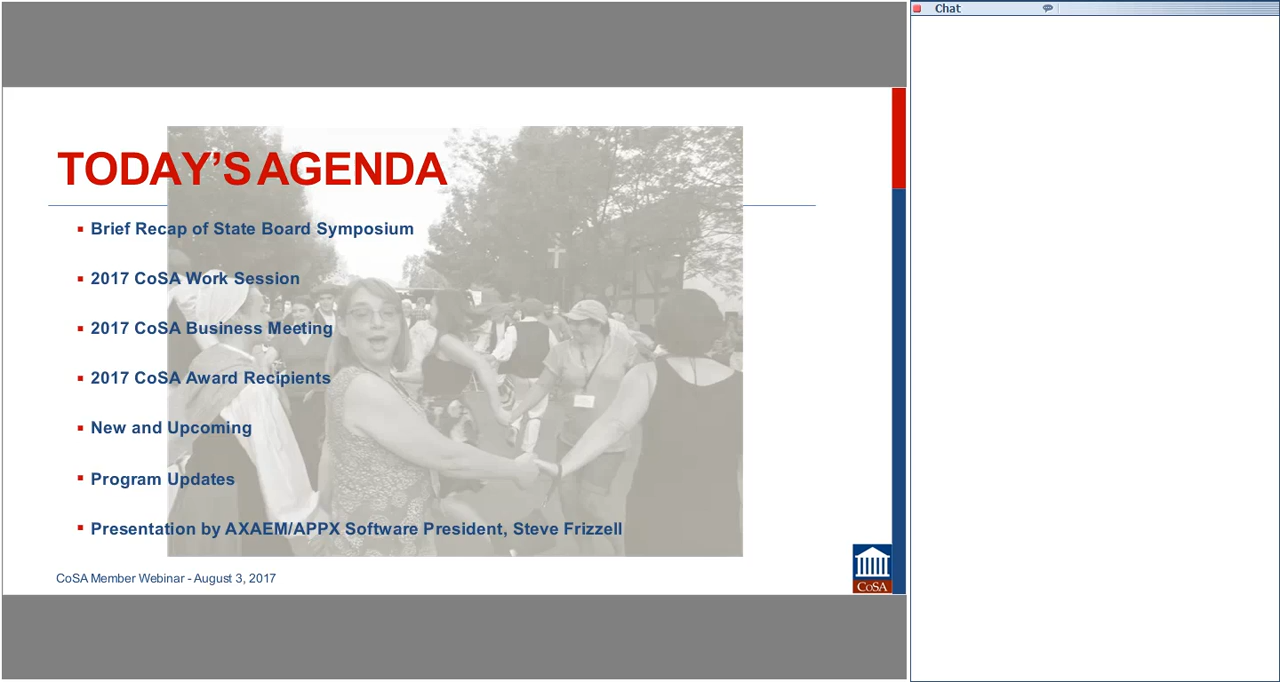 Chat
TODAY'S AGENDA
Brief Recap of State Board Symposium
2017 CoSA Work Session
2017 CoSA Business Meeting
2017 CoSA Award Recipients
New and Upcoming
Program Updates
Presentation by AXAEM/APPX Software President, Steve Frizzell
CoSA Member Webinar - August 3, 2017
CoSA